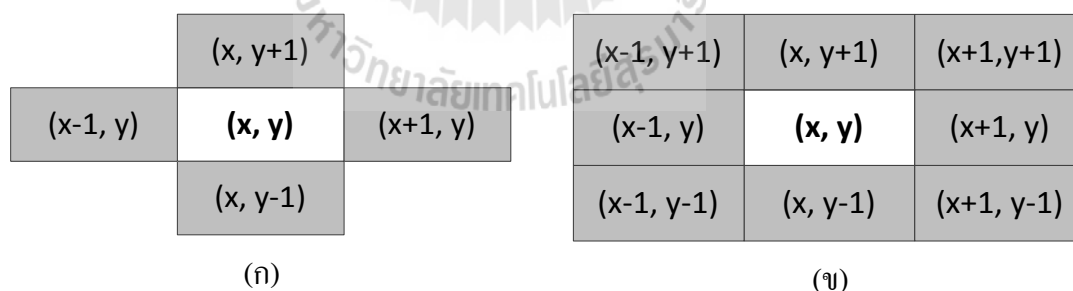 (x, y+1)
(x-1, y) (x, y) (x+1, y)
(x, y-1)
(ก)
(x-1, y+1) (x, y+1) (x+1,y+1)
(x-1, y) (x, y) (x+1, y)
(x-1, y-1) (x, y-1) (x+1, y-1)
(ข)